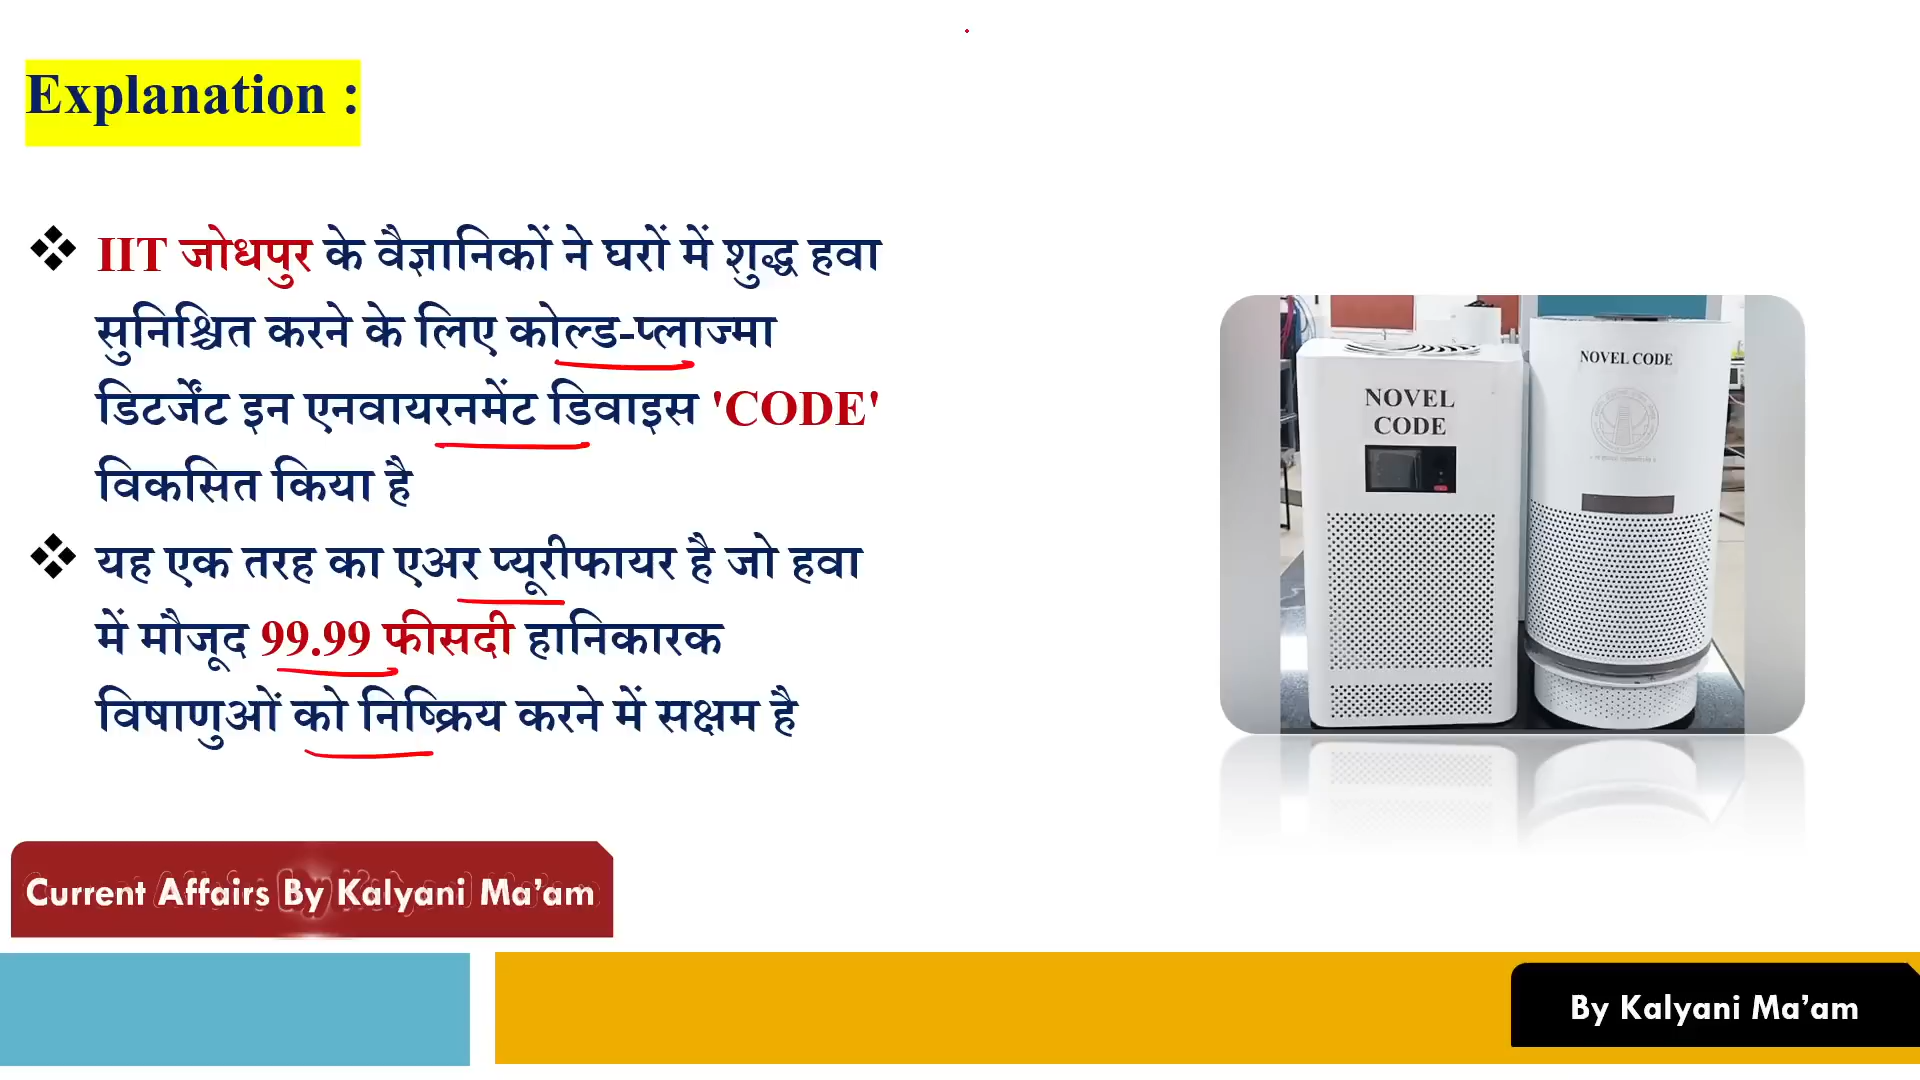 Explanation :
❖ IIT जोधपुर के वैज्ञानिकों ने घरों में शुद्ध हवा
सुनिश्चित करने के लिए कोल्ड-प्लाज्मा
डिटर्जेंट इन एनवायरनमेंट डिवाइस 'CODE'
विकसित किया है
❖ यह एक तरह का एअर प्यूरीफायर है जो हवा
में मौजूद 99.99 फीसदी हानिकारक
विषाणुओं को निष्क्रिय करने में सक्षम है
NOVEL
CODE
NOVEL CODE
Current Affairs By Kalyani Ma’am
By Kalyani Ma’am